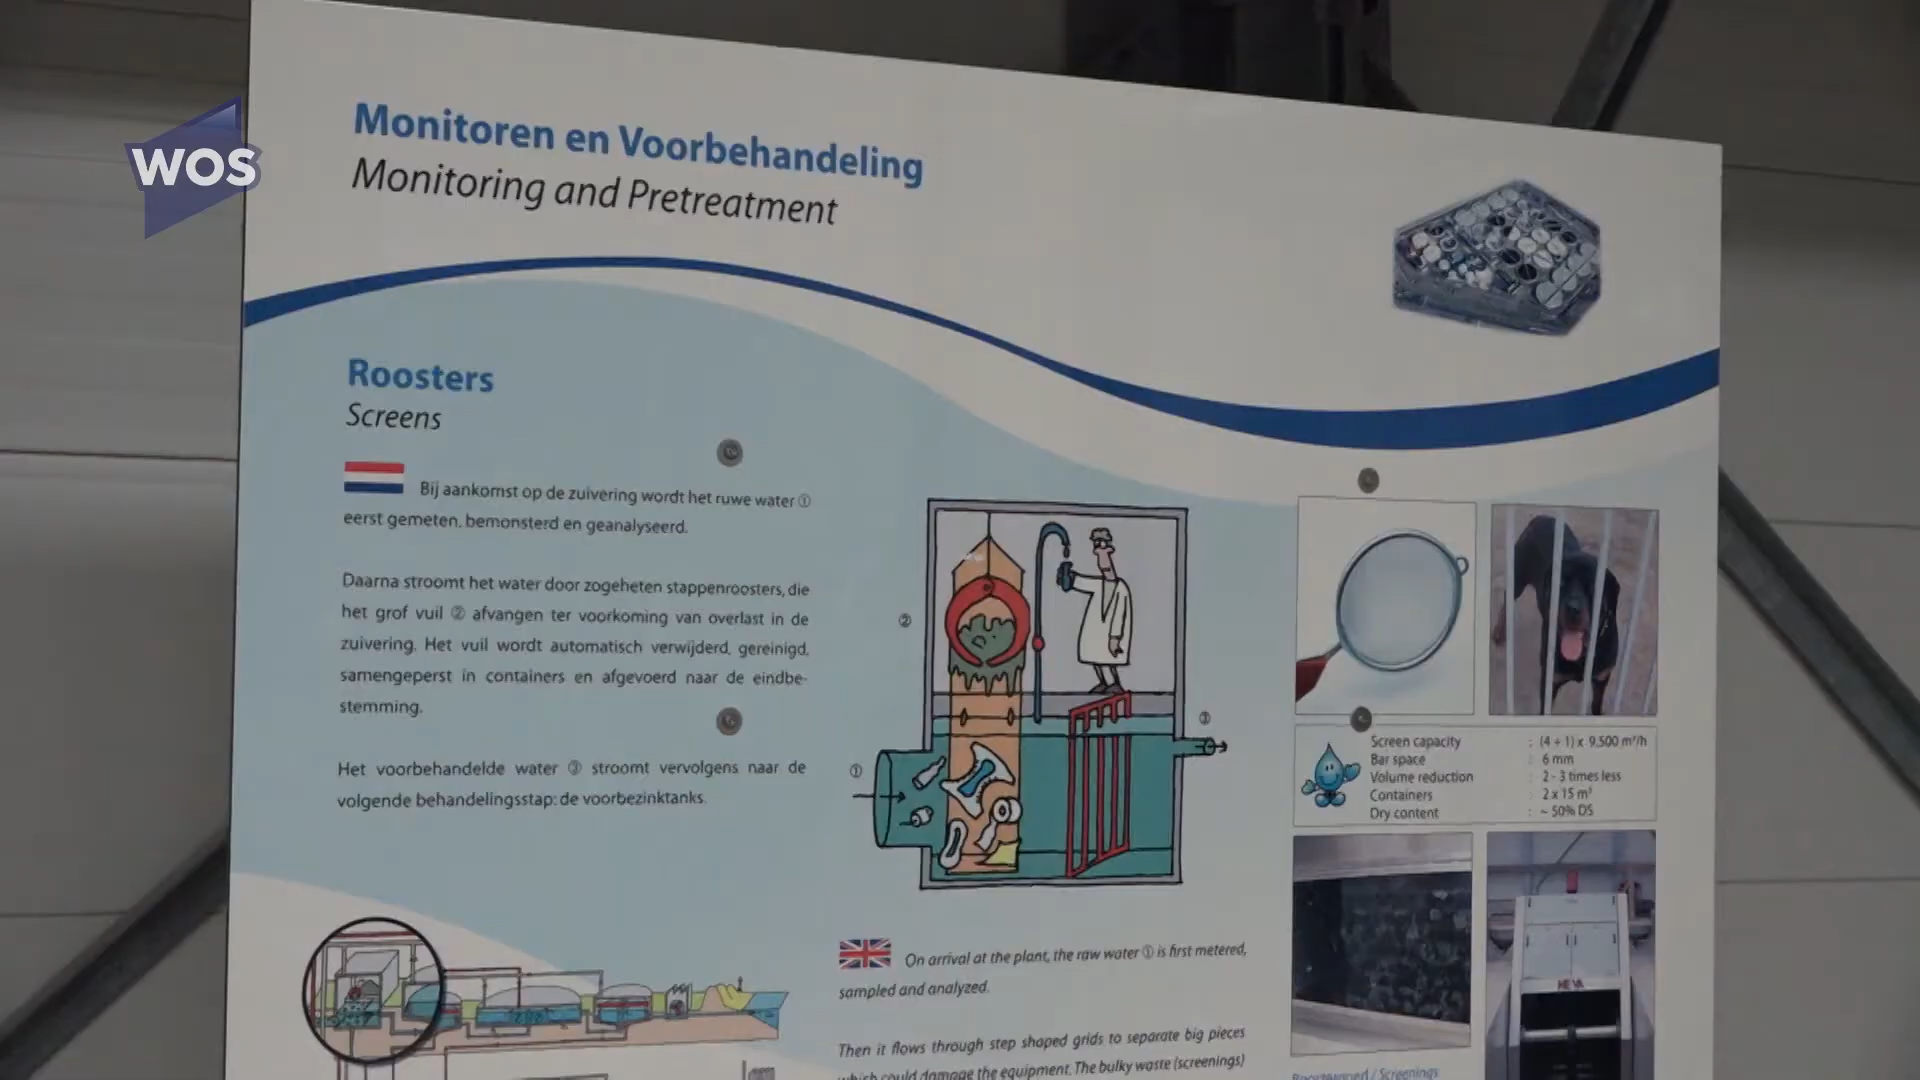 WOS
Monitoren en Voorbehandeling
Monitoring and Pretreatment
Roosters
Screens
Bij aankomst op de zuivering wordt het ruwe water ①
eerst gemeten, bemonsterd en geanalyseerd.
Daarna stroomt het water door zogeheten stappenroosters, die
het grof vuil ② afvangen ter voorkoming van overlast in de
zuivering. Het vuil wordt automatisch verwijderd, gereinigd,
samengeperst in containers en afgevoerd naar de eindbe-
stemming.
Het voorbehandelde water ③ stroomt vervolgens naar de
volgende behandelingsstap: de voorbezinktanks.
②
③
①
Screen capacity : (4 + 1) x 9.500 m³/h
Bar space : 6 mm
Volume reduction : 2 - 3 times less
Containers : 2 x 15 m³
Dry content : ~ 50% DS
HEVA
On arrival at the plant, the raw water ① is first metered,
sampled and analyzed.
Then it flows through step shaped grids to separate big pieces
which could damage the equipment. The bulky waste (screenings)
/ Screenings